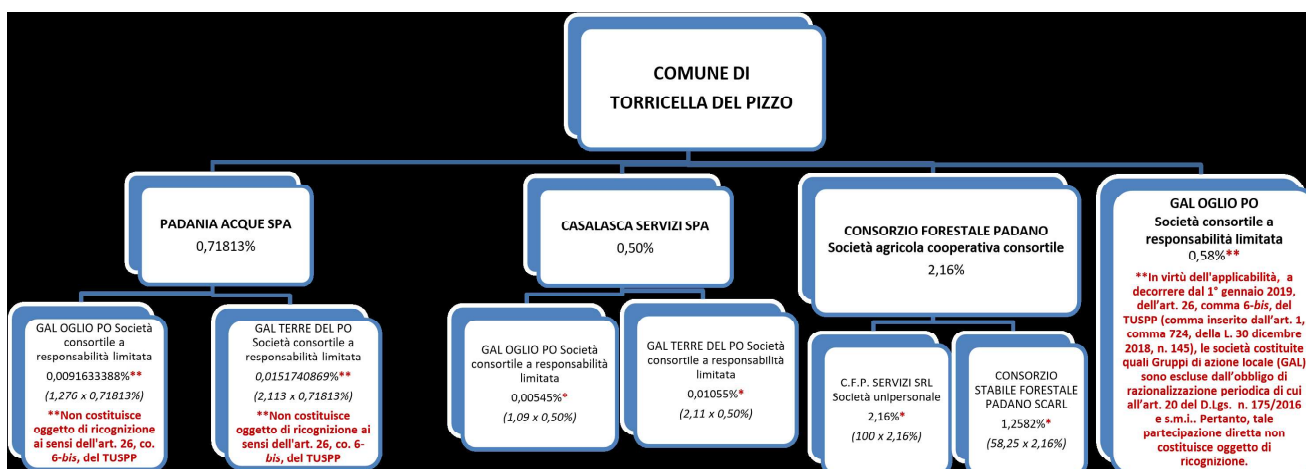 COMUNE DI
TORRICELLA DEL PIZZO
PADANIA ACQUE SPA
0,71813%
CASALASCA SERVIZI SPA
0,50%
CONSORZIO FORESTALE PADANO
Società agricola cooperativa consortile
2,16%
GAL OGLIO PO
Società consortile a
responsabilità limitata
0,58%**
**In virtù dell'applicabilità, a
decorrere dal 1° gennaio 2019,
dell'art. 26, comma 6-bis, del
TUSPP (comma inserito dall'art. 1,
comma 724, della L. 30 dicembre
2018, n. 145), le società costituite
quali Gruppi di azione locale (GAL)
sono escluse dall'obbligo di
razionalizzazione periodica di cui
all'art. 20 del D.Lgs. n. 175/2016
e s.m.i.. Pertanto, tale
partecipazione diretta non
costituisce oggetto di
ricognizione.
GAL OGLIO PO Società
consortile a
responsabilità limitata
0,0091633388%**
(1,276 x 0,71813%)
**Non costituisce
oggetto di ricognizione
ai sensi dell'art. 26, co.
6-bis, del TUSPP
GAL TERRE DEL PO
Società consortile a
responsabilità limitata
0,0151740869%**
(2,113 x 0,71813%)
**Non costituisce
oggetto di ricognizione ai
sensi dell'art. 26, co. 6-
bis, del TUSPP
GAL OGLIO PO Società
consortile a responsabilità
limitata
0,00545%*
(1,09 x 0,50%)
GAL TERRE DEL PO Società
consortile a responsabilità
limitata
0,01055%*
(2,11 x 0,50%)
C.F.P. SERVIZI SRL
Società unipersonale
2,16%*
(100 x 2,16%)
CONSORZIO
STABILE FORESTALE
PADANO SCARL
1,2582%*
(58,25 x 2,16%)